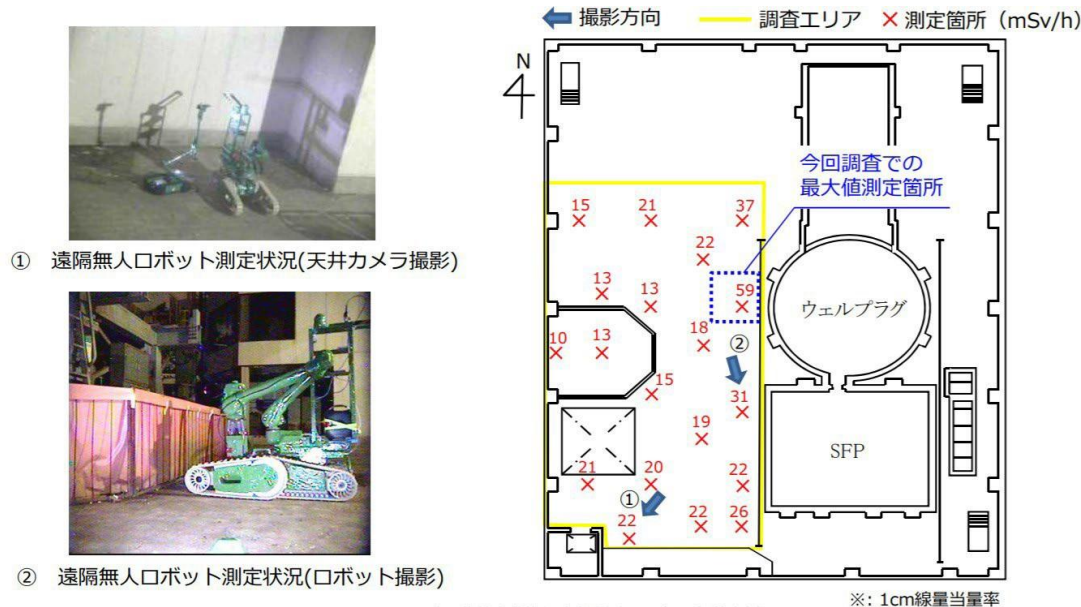 撮影方向 調査エリア × 測定箇所（mSv/h）
N
今回調査での
最大値測定箇所
15 21 37
22
13 13 59
ウェルプラグ
10 13 18
②
15 31
19
SFP
21 20 22
①
22 22 26
① 遠隔無人ロボット測定状況(天井カメラ撮影)
② 遠隔無人ロボット測定状況(ロボット撮影)
※: 1cm線量当量率